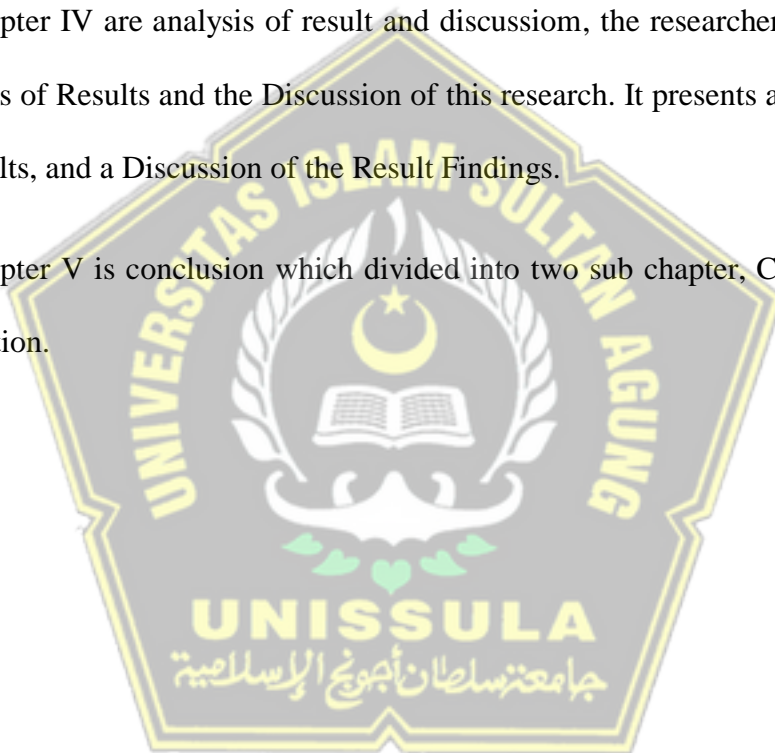 pter IV are analysis of result and discussiom, the researcher
s of Results and the Discussion of this research. It presents a
lts, and a Discussion of the Result Findings.
pter V is conclusion which divided into two sub chapter, C
tion.
UNIVERSITAS ISLAM SULTAN AGUNG
UNISSULA
جامعة سلطان أجونج الإسلامية